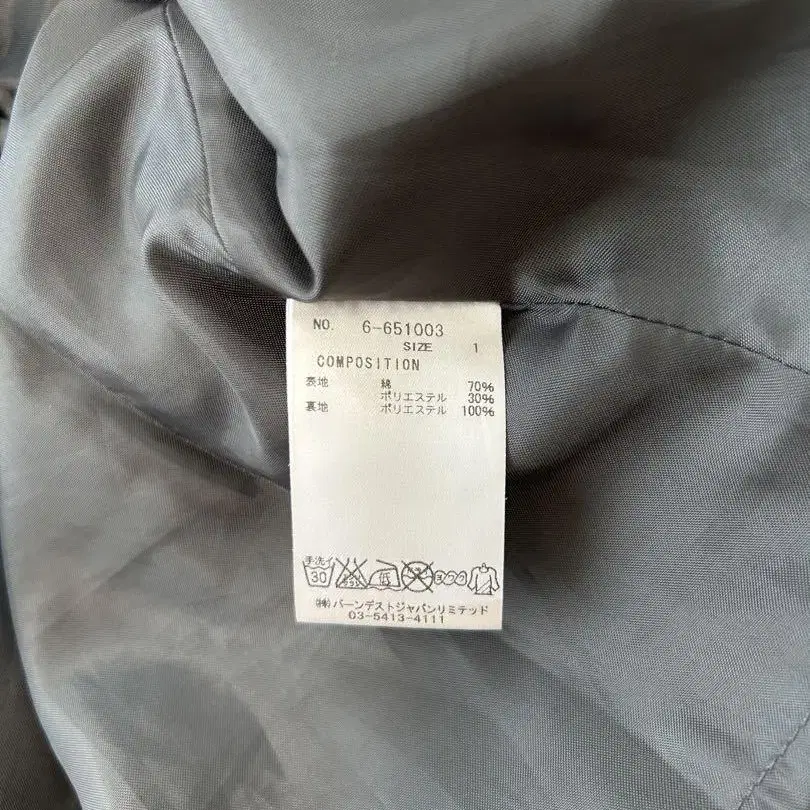 NO. 6-651003
SIZE 1
COMPOSITION
表地 綿 70%
ポリエステル 30%
裏地 ポリエステル 100%
手洗イ
30
低
(株)バーンデストジャパンリミテッド
03-5413-4111